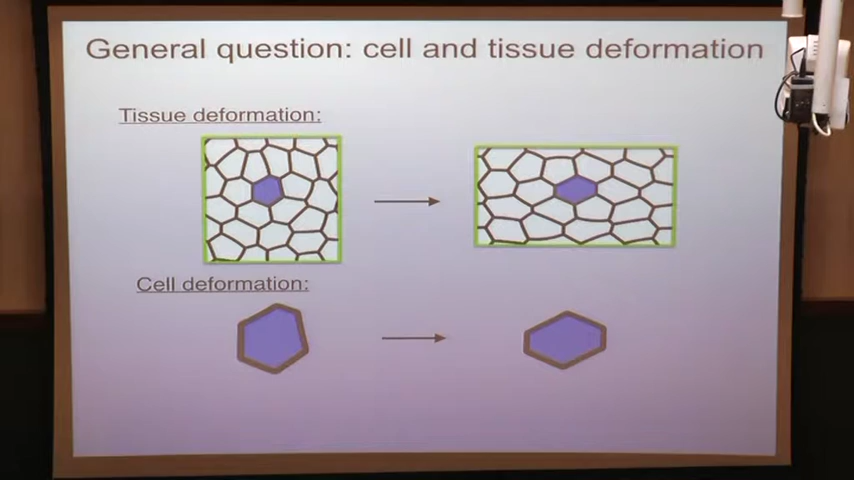 General question: cell and tissue deformation
Tissue deformation:
Cell deformation: